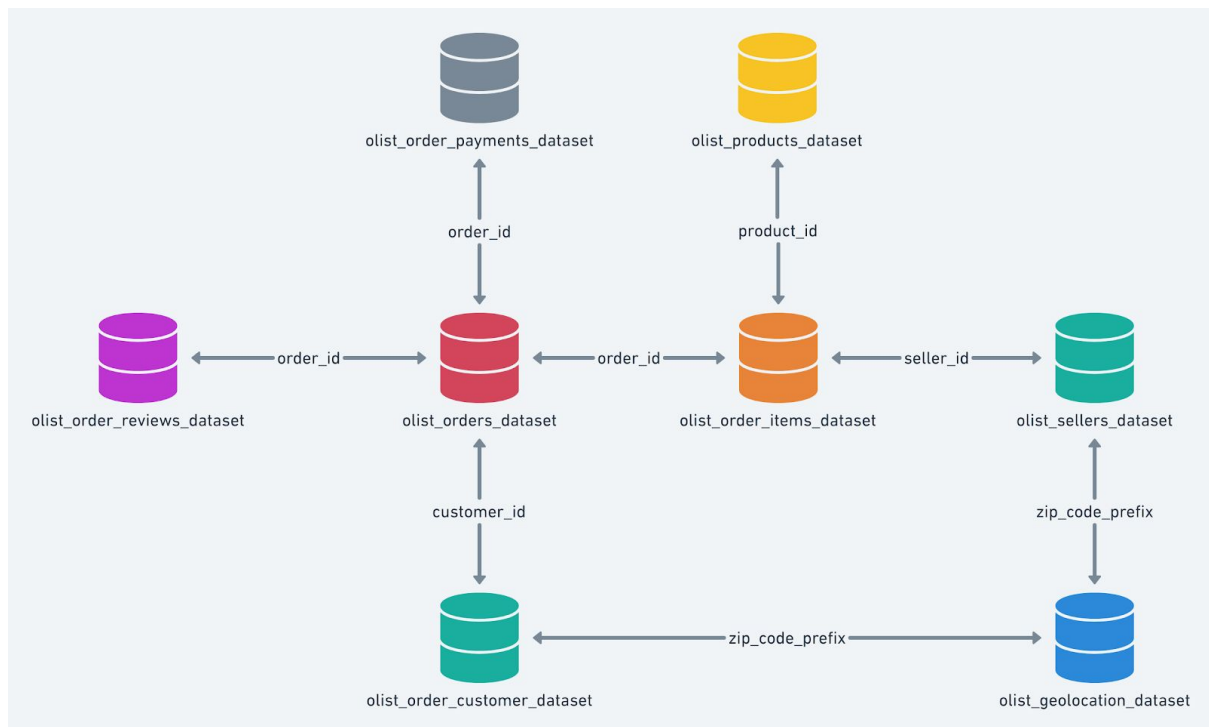 olist_order_payments_dataset
olist_products_dataset
order_id
product_id
order_id
order_id
seller_id
olist_order_reviews_dataset
olist_orders_dataset
olist_order_items_dataset
olist_sellers_dataset
customer_id
zip_code_prefix
zip_code_prefix
olist_order_customer_dataset
olist_geolocation_dataset